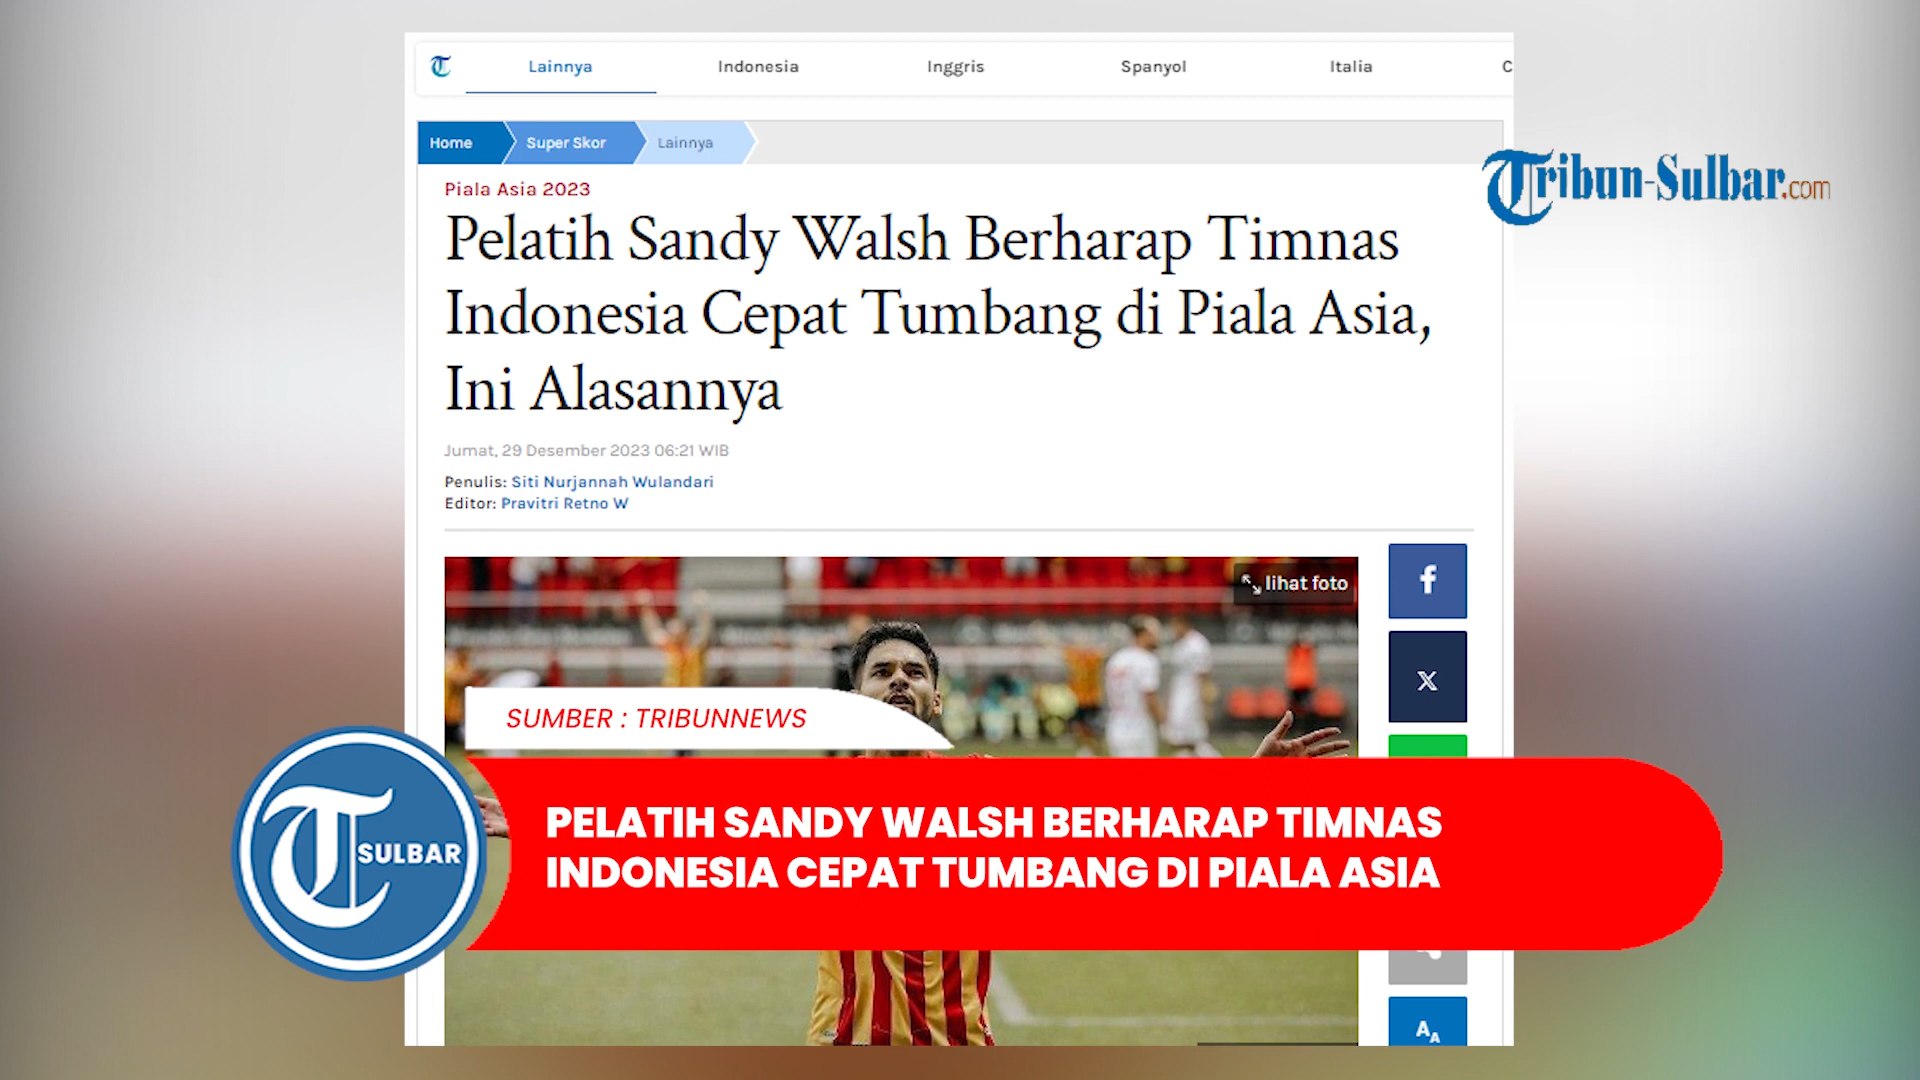 Lainnya Indonesia Inggris Spanyol Italia C
Home Super Skor Lainnya
Tribun-Sulbar.com
Piala Asia 2023
Pelatih Sandy Walsh Berharap Timnas
Indonesia Cepat Tumbang di Piala Asia,
Ini Alasannya
Jumat, 29 Desember 2023 06:21 WIB
Penulis: Siti Nurjannah Wulandari
Editor: Pravitri Retno W
lihat foto
f
X
SUMBER : TRIBUNNEWS
T SULBAR
PELATIH SANDY WALSH BERHARAP TIMNAS
INDONESIA CEPAT TUMBANG DI PIALA ASIA
AA